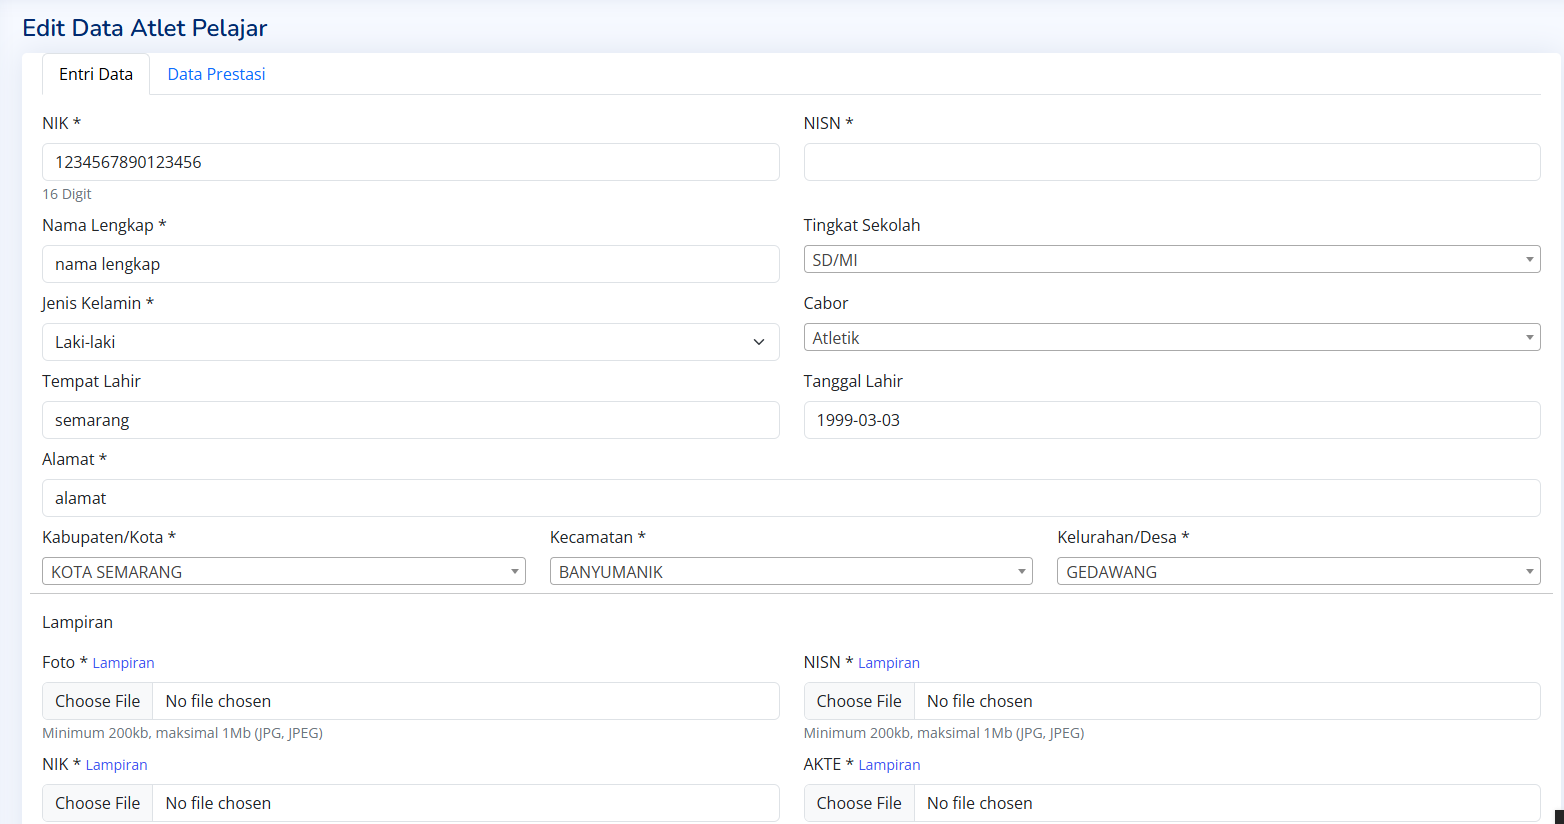 Edit Data Atlet Pelajar
Entri Data
Data Prestasi
NIK *
NISN *
1234567890123456
16 Digit
Nama Lengkap *
Tingkat Sekolah
nama lengkap
SD/MI
Jenis Kelamin *
Cabor
Laki-laki
Atletik
Tempat Lahir
Tanggal Lahir
semarang
1999-03-03
Alamat *
alamat
Kabupaten/Kota *
Kecamatan *
Kelurahan/Desa *
KOTA SEMARANG
BANYUMANIK
GEDAWANG
Lampiran
Foto * Lampiran
NISN * Lampiran
Choose File No file chosen
Choose File No file chosen
Minimum 200kb, maksimal 1Mb (JPG, JPEG)
Minimum 200kb, maksimal 1Mb (JPG, JPEG)
NIK * Lampiran
AKTE * Lampiran
Choose File No file chosen
Choose File No file chosen